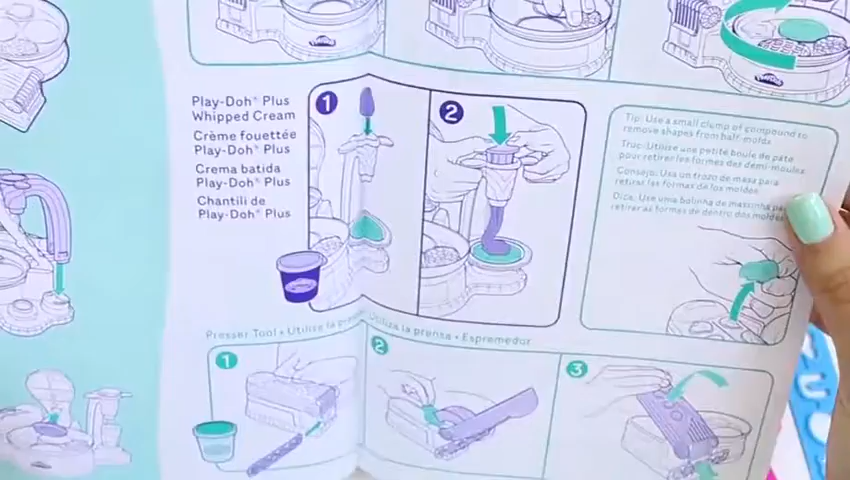 Play-Doh® Plus
Whipped Cream
Crème fouettée
Play-Doh® Plus
Crema batida
Play-Doh® Plus
Chantili de
Play-Doh® Plus
1
2
Tip: Use a small clump of compound to
remove shapes from half-molds
Truc: Utilize une petite boule de pâte
pour retirer les formes des demi-moules
Consejo: Usa un trozo de masa para
retirar las formas de los moldes
Dica: Use uma bolinha de massinha para
retirar as formas de dentro dos moldes
Presser Tool • Utilize la
Utiliza la prensa • Espremedor
1
2
3